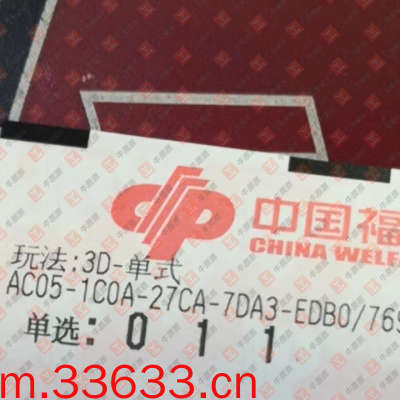 中国福
CHINA WELF
玩法:3D-单式
AC05-1C0A-27CA-7DA3-EDB0/769
单选: 0 1 1
m.33633.cn